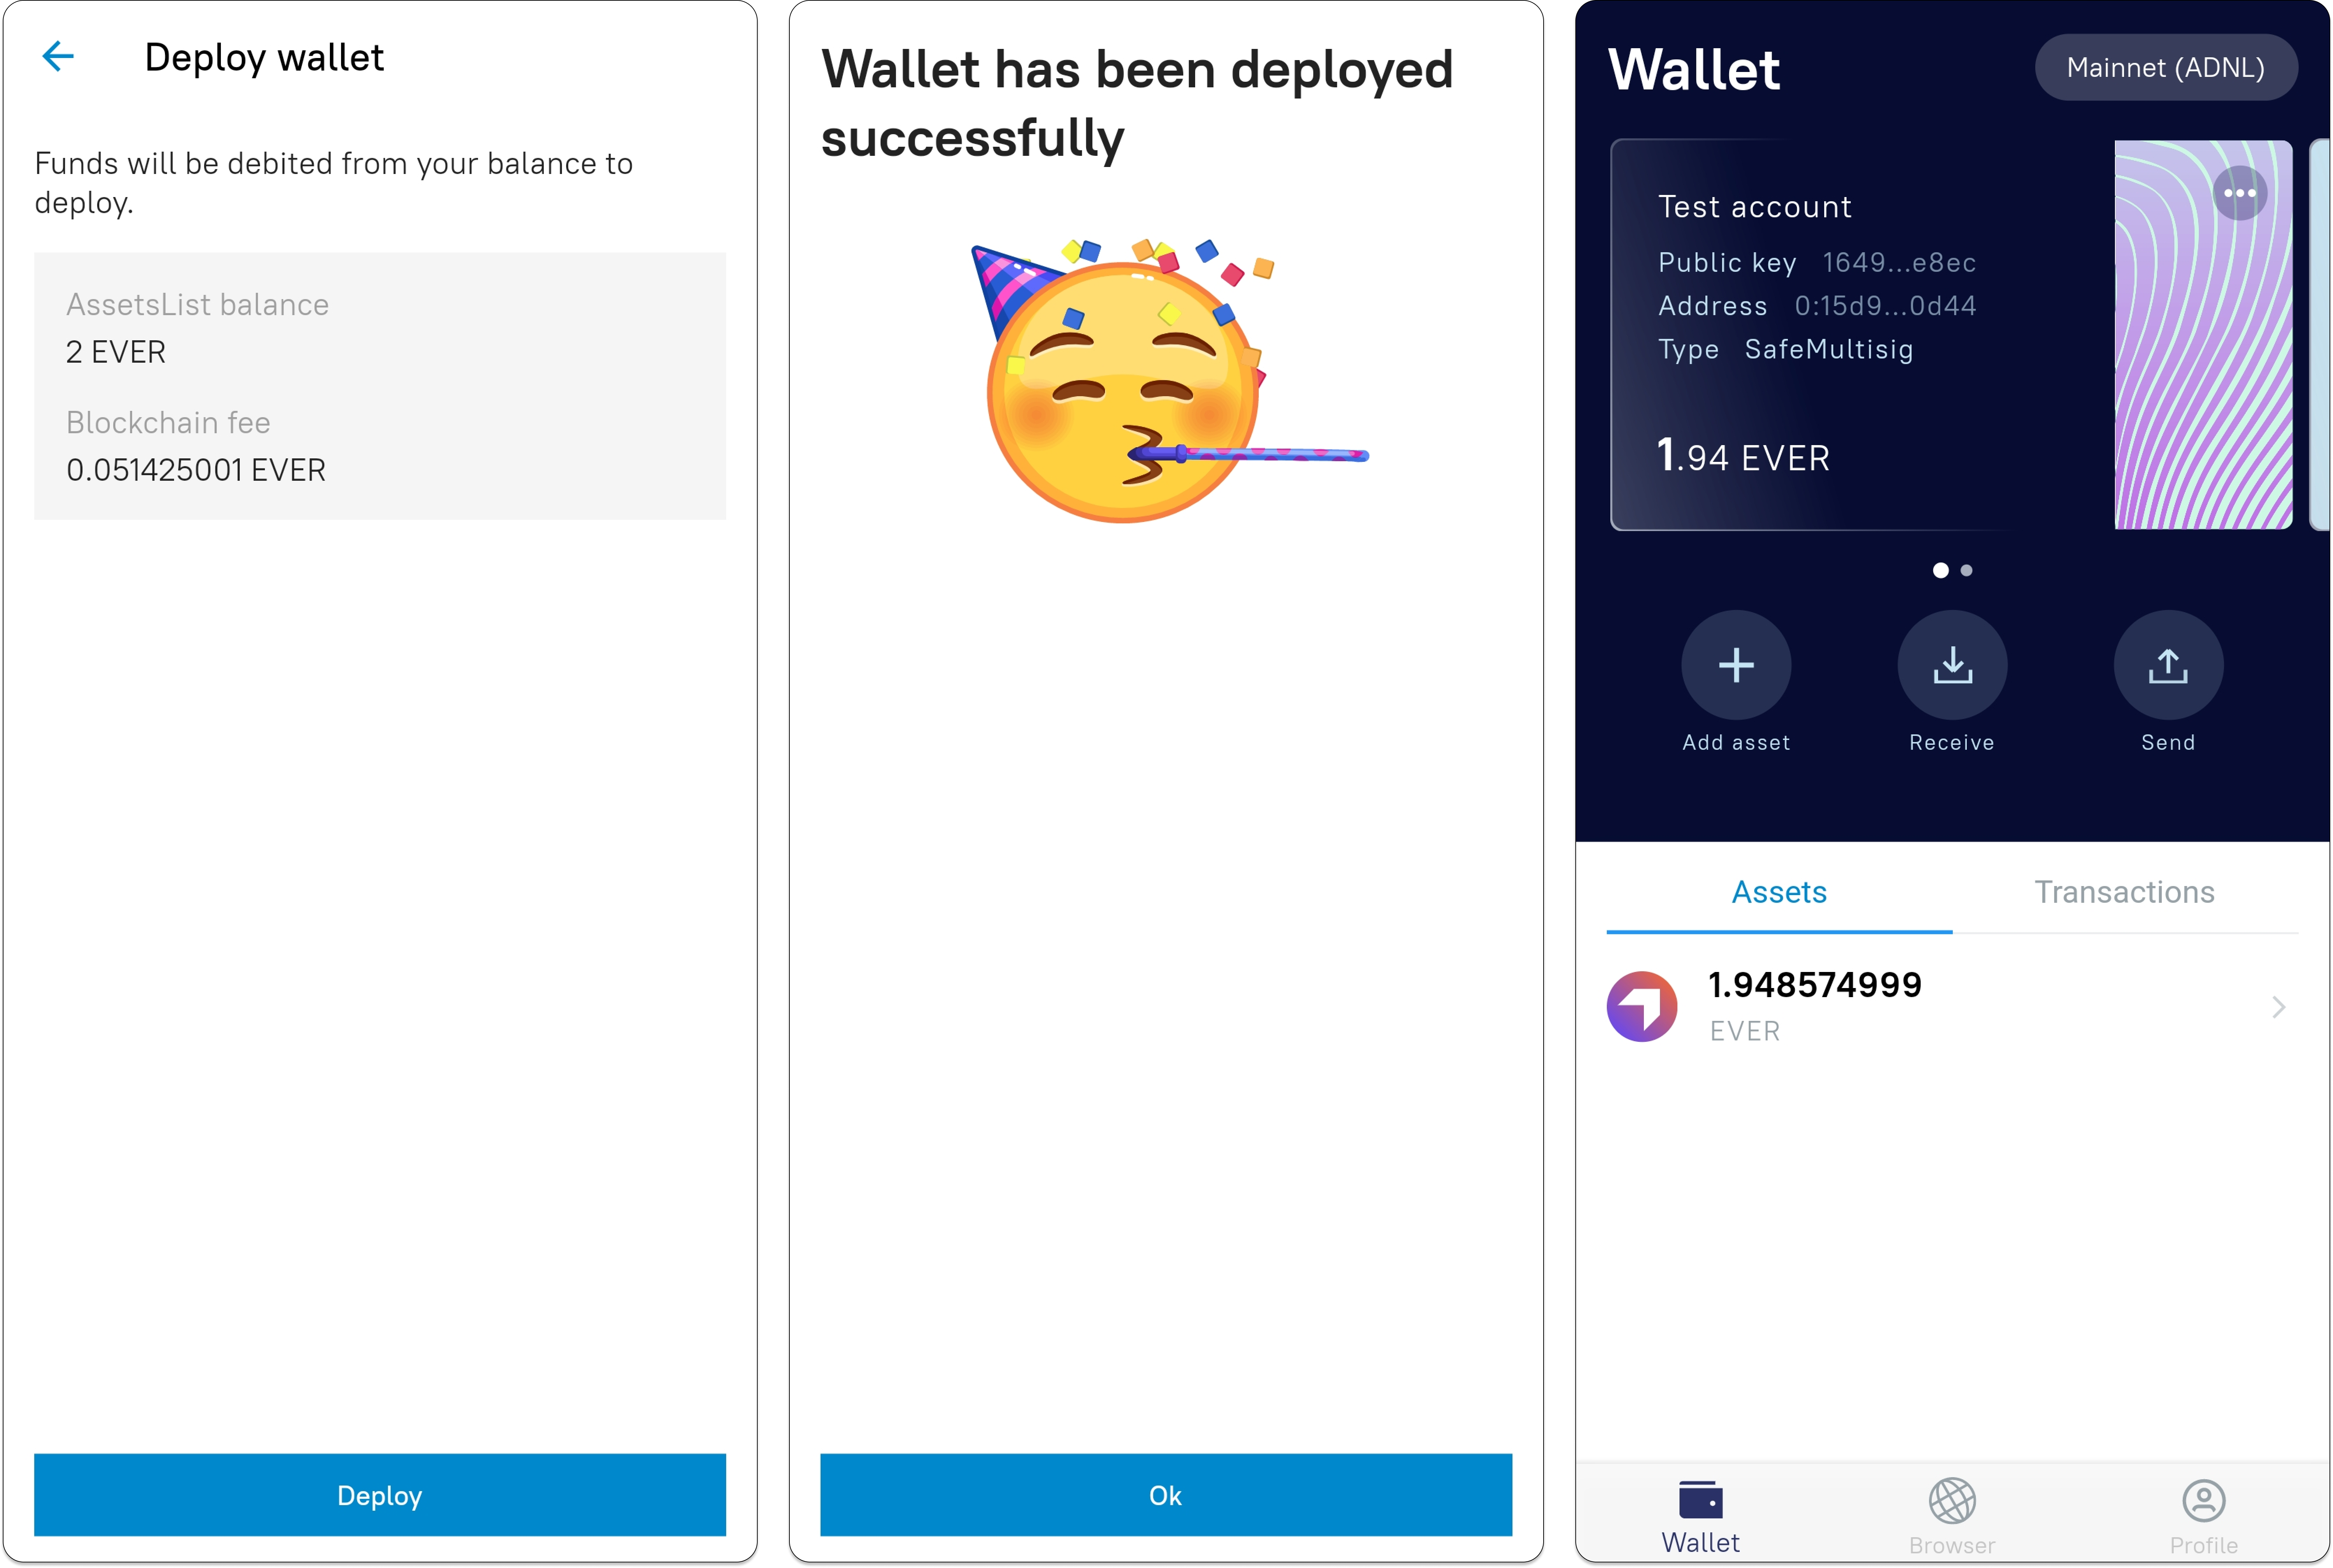 Deploy wallet
Funds will be debited from your balance to
deploy.
AssetsList balance
2 EVER
Blockchain fee
0.051425001 EVER
Deploy
Wallet has been deployed
successfully
Ok
Wallet
Mainnet (ADNL)
Test account
Public key 1649...e8ec
Address 0:15d9...0d44
Type SafeMultisig
1.94 EVER
Add asset
Receive
Send
Assets
Transactions
1.948574999
EVER
Wallet
Browser
Profile